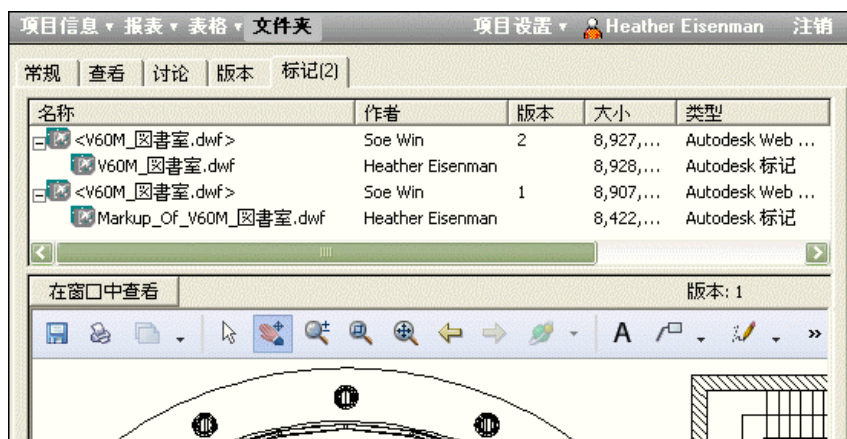 项目信息 报表 表格 文件夹 项目设置 Heather Eisenman 注销
常规 查看 讨论 版本 标记(2)
名称 作者 版本 大小 类型
<V60M_図書室.dwf> Soe Win 2 8,927,... Autodesk Web ...
V60M_図書室.dwf Heather Eisenman 8,928,... Autodesk 标记
<V60M_図書室.dwf> Soe Win 1 8,907,... Autodesk Web ...
Markup_Of_V60M_図書室.dwf Heather Eisenman 8,422,... Autodesk 标记
在窗口中查看 版本: 1
A